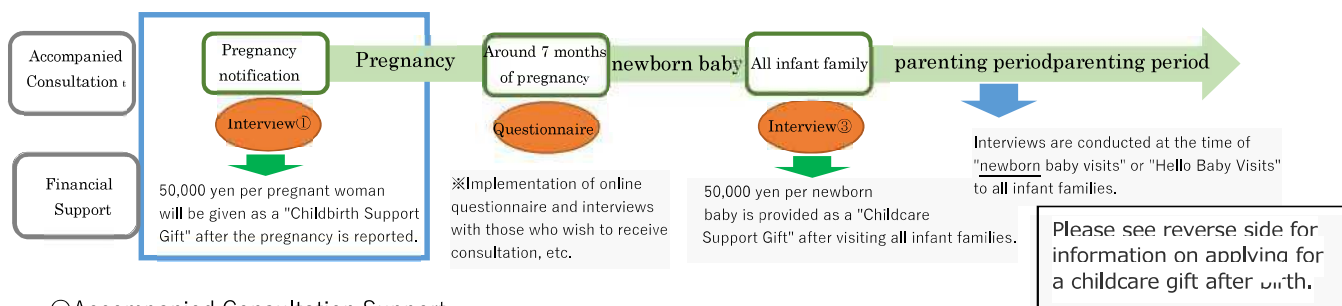 Accompanied
Consultation t
Pregnancy
notification
Pregnancy
Around 7 months
of pregnancy
newborn baby
All infant family
parenting periodparenting period
Interview①
Questionnaire
Interview③
Financial
Support
50,000 yen per pregnant woman
will be given as a "Childbirth Support
Gift" after the pregnancy is reported.
※Implementation of online
questionnaire and interviews
with those who wish to receive
consultation, etc.
50,000 yen per newborn
baby is provided as a "Childcare
Support Gift" after visiting all infant families.
Interviews are conducted at the time of
"newborn baby visits" or "Hello Baby Visits"
to all infant families.
Please see reverse side for
information on applying for
a childcare gift after birth.
○Accompanied Consultation Support